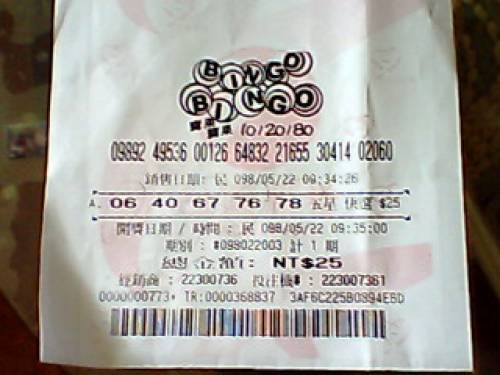 BINGO
BINGO
賓果
賓果 10/20/80
09892 49536 00126 64832 21655 30414 02060
銷售日期: 民 098/05/22 09:34:26
A. 06 40 67 76 78 五星 快選 $25
開獎日期 / 時間 : 民 098/05/22 09:35:00
期別 : #098022003 計 1 期
總金額: NT$25
經銷商 : 22300736 投注機# : 223007361
0000000773+ TR:0000368837 3AF6C225B0894EBD